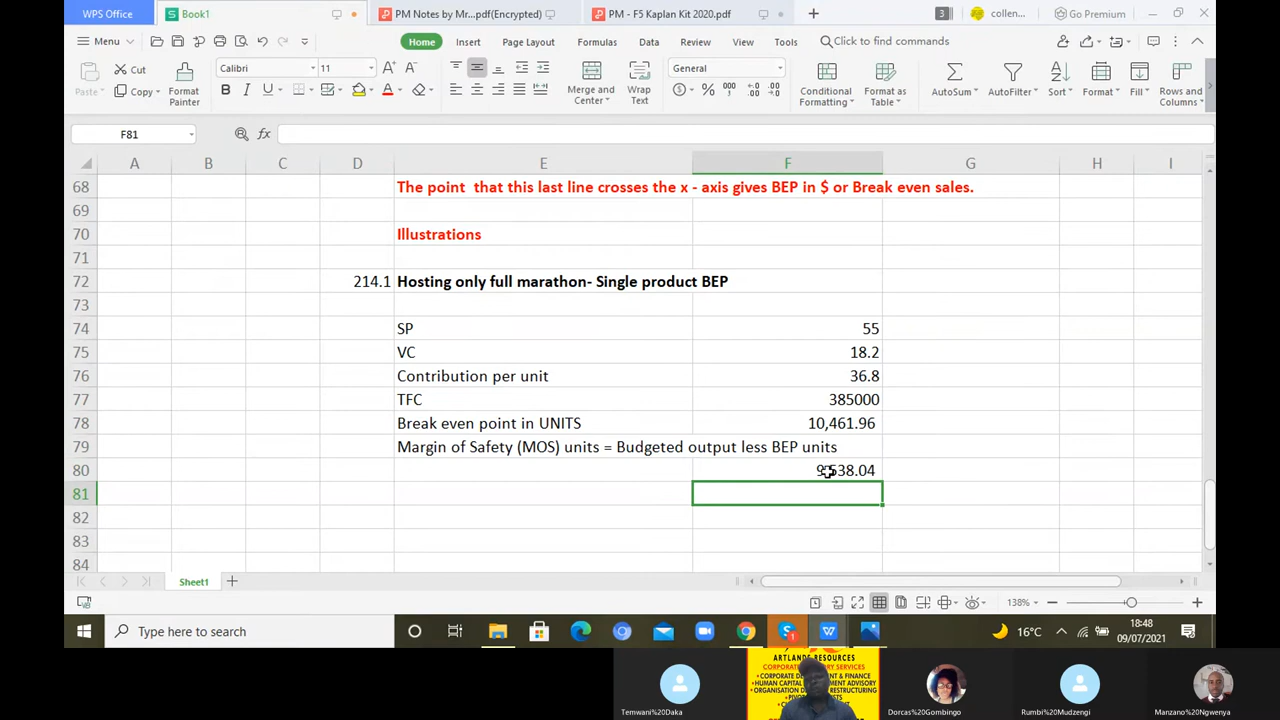 WPS Office
Book1
PM Notes by Mr...pdf(Encrypted)
PM - F5 Kaplan Kit 2020.pdf
3
collen...
Go Premium
Menu
Home
Insert
Page Layout
Formulas
Data
Review
View
Tools
Click to find commands
Paste
Cut
Copy
Format Painter
Calibri
11
Merge and Center
Wrap Text
General
Conditional Formatting
Format as Table
AutoSum
AutoFilter
Sort
Format
Fill
Rows and Columns
F81
A B C D E F G H I
68 The point that this last line crosses the x - axis gives BEP in $ or Break even sales.
69
70 Illustrations
71
72 214.1 Hosting only full marathon- Single product BEP
73
74 SP 55
75 VC 18.2
76 Contribution per unit 36.8
77 TFC 385000
78 Break even point in UNITS 10,461.96
79 Margin of Safety (MOS) units = Budgeted output less BEP units
80 9,538.04
81
82
83
84
Sheet1
138%
Type here to search
16°C
18:48
09/07/2021
ARTLANDS RESOURCES
Temwani%20Daka
Dorcas%20Gombingo
Rumbi%20Mudzengi
Manzano%20Ngwenya